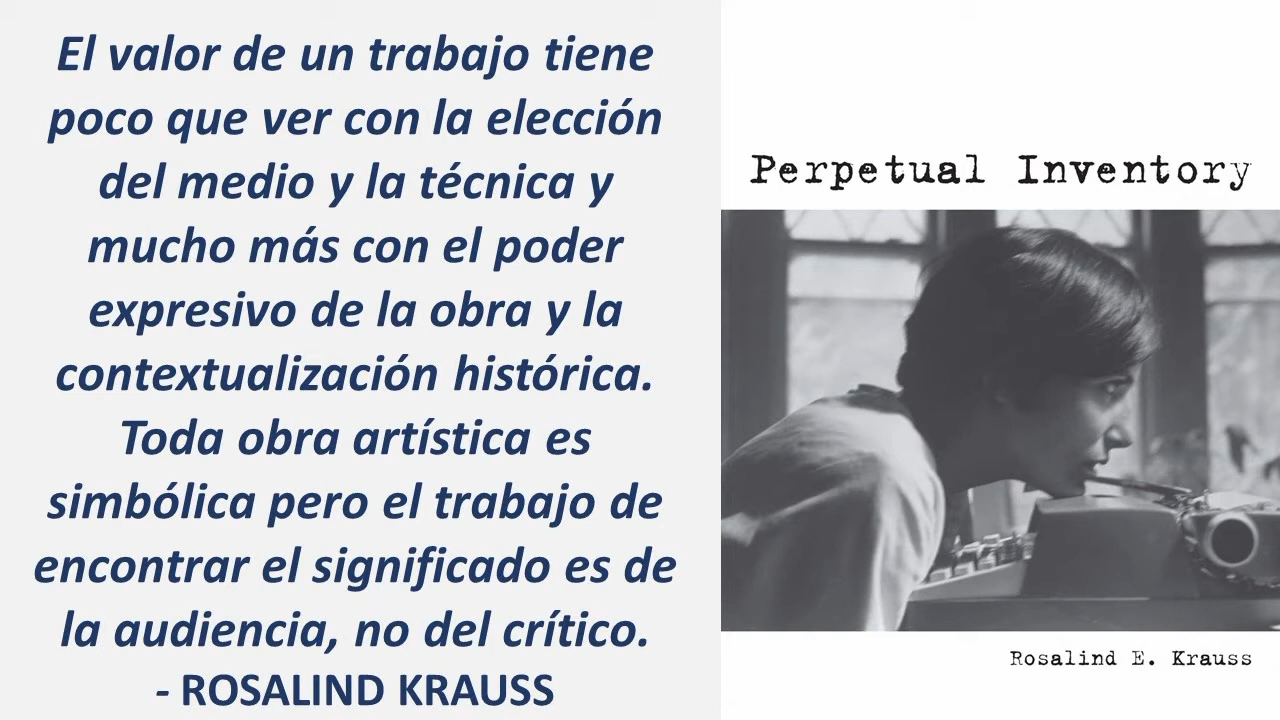 El valor de un trabajo tiene
poco que ver con la elección
del medio y la técnica y
mucho más con el poder
expresivo de la obra y la
contextualización histórica.
Toda obra artística es
simbólica pero el trabajo de
encontrar el significado es de
la audiencia, no del crítico.
- ROSALIND KRAUSS
Perpetual Inventory
Rosalind E. Krauss